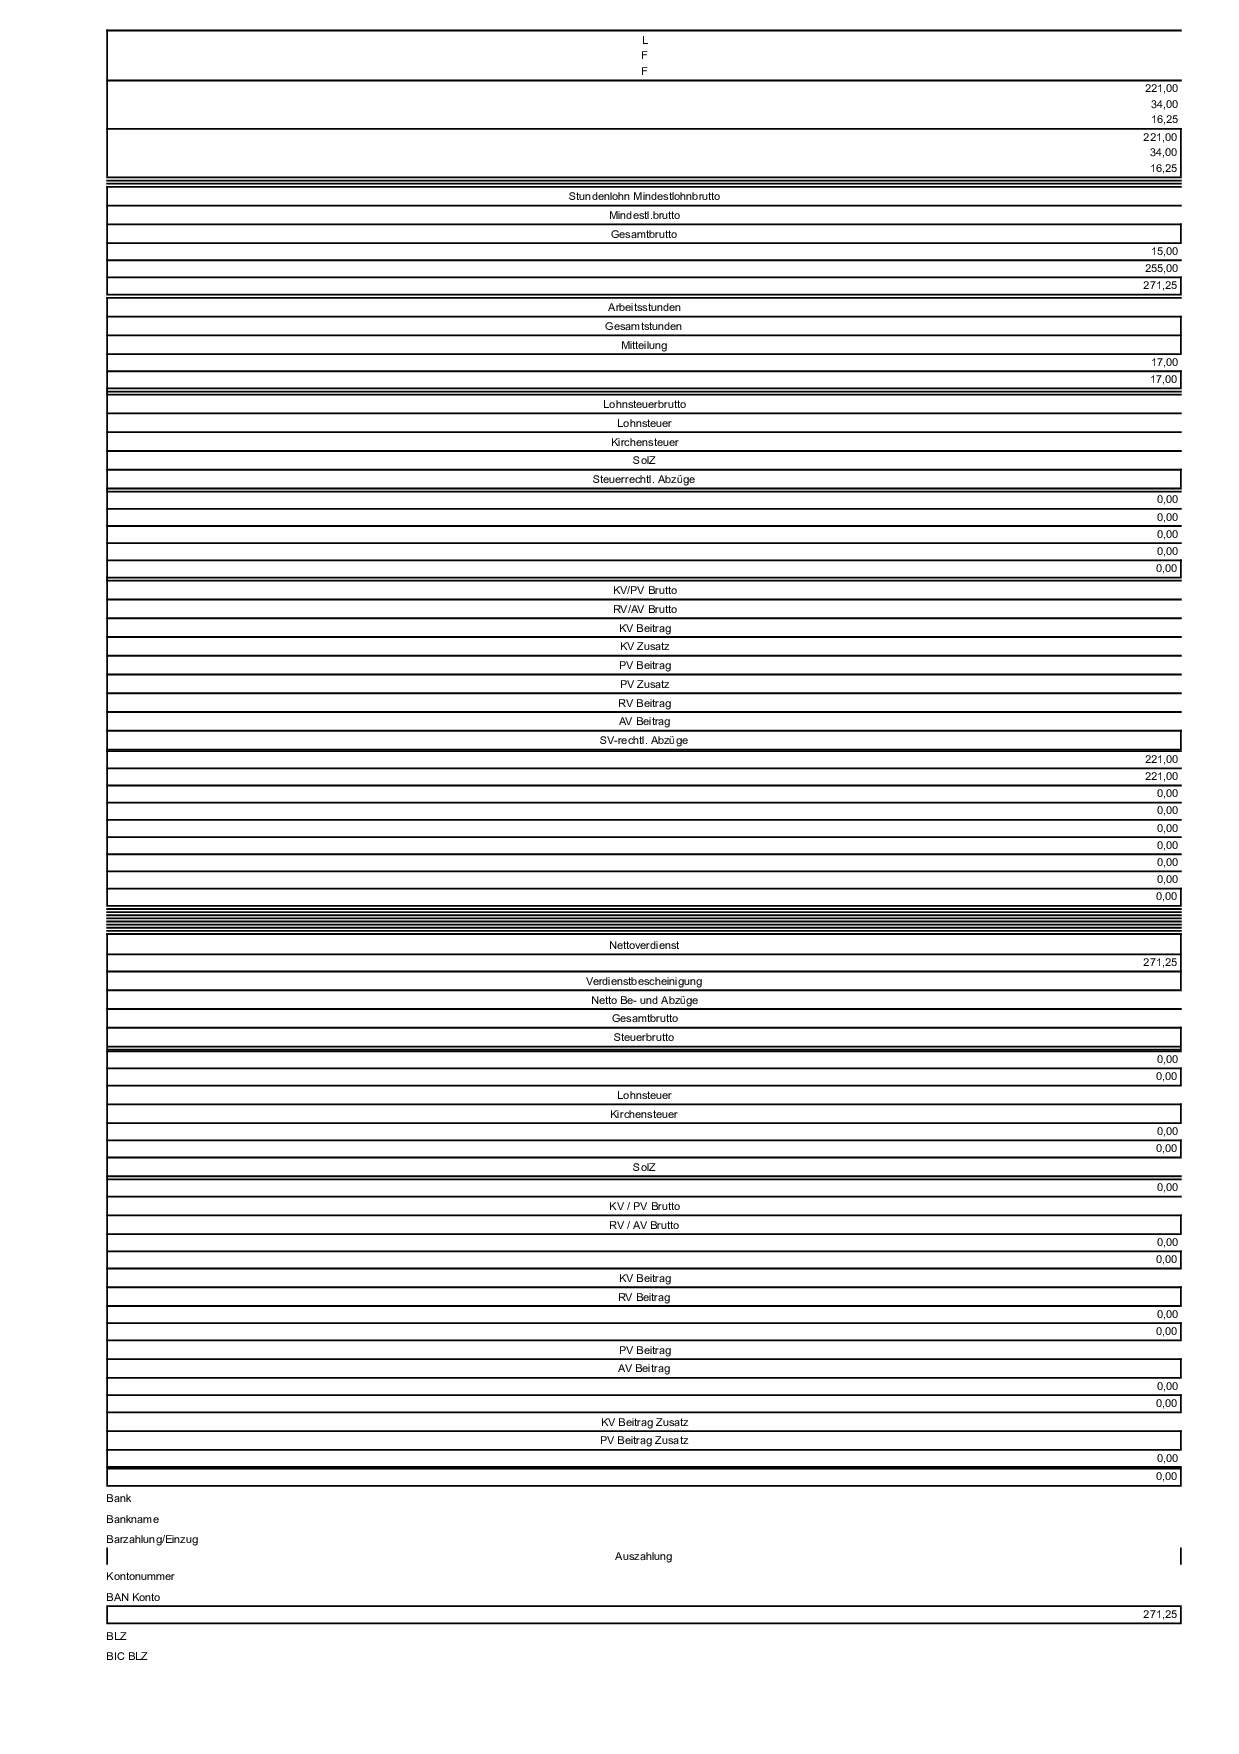 L
F
F
221,00
34,00
16,25
221,00
34,00
16,25
Stundenlohn Mindestlohnbrutto
Mindestl.brutto
Gesamtbrutto
15,00
255,00
271,25
Arbeitsstunden
Gesamtstunden
Mitteilung
17,00
17,00
Lohnsteuerbrutto
Lohnsteuer
Kirchensteuer
SolZ
Steuerrechtl. Abzüge
0,00
0,00
0,00
0,00
0,00
KV/PV Brutto
RV/AV Brutto
KV Beitrag
KV Zusatz
PV Beitrag
PV Zusatz
RV Beitrag
AV Beitrag
SV-rechtl. Abzüge
221,00
221,00
0,00
0,00
0,00
0,00
0,00
0,00
0,00
Nettoverdienst
271,25
Verdienstbescheinigung
Netto Be- und Abzüge
Gesamtbrutto
Steuerbrutto
0,00
0,00
Lohnsteuer
Kirchensteuer
0,00
0,00
SolZ
0,00
KV / PV Brutto
RV / AV Brutto
0,00
0,00
KV Beitrag
RV Beitrag
0,00
0,00
PV Beitrag
AV Beitrag
0,00
0,00
KV Beitrag Zusatz
PV Beitrag Zusatz
0,00
0,00
Bank
Bankname
Barzahlung/Einzug
Auszahlung
Kontonummer
BAN Konto
271,25
BLZ
BIC BLZ